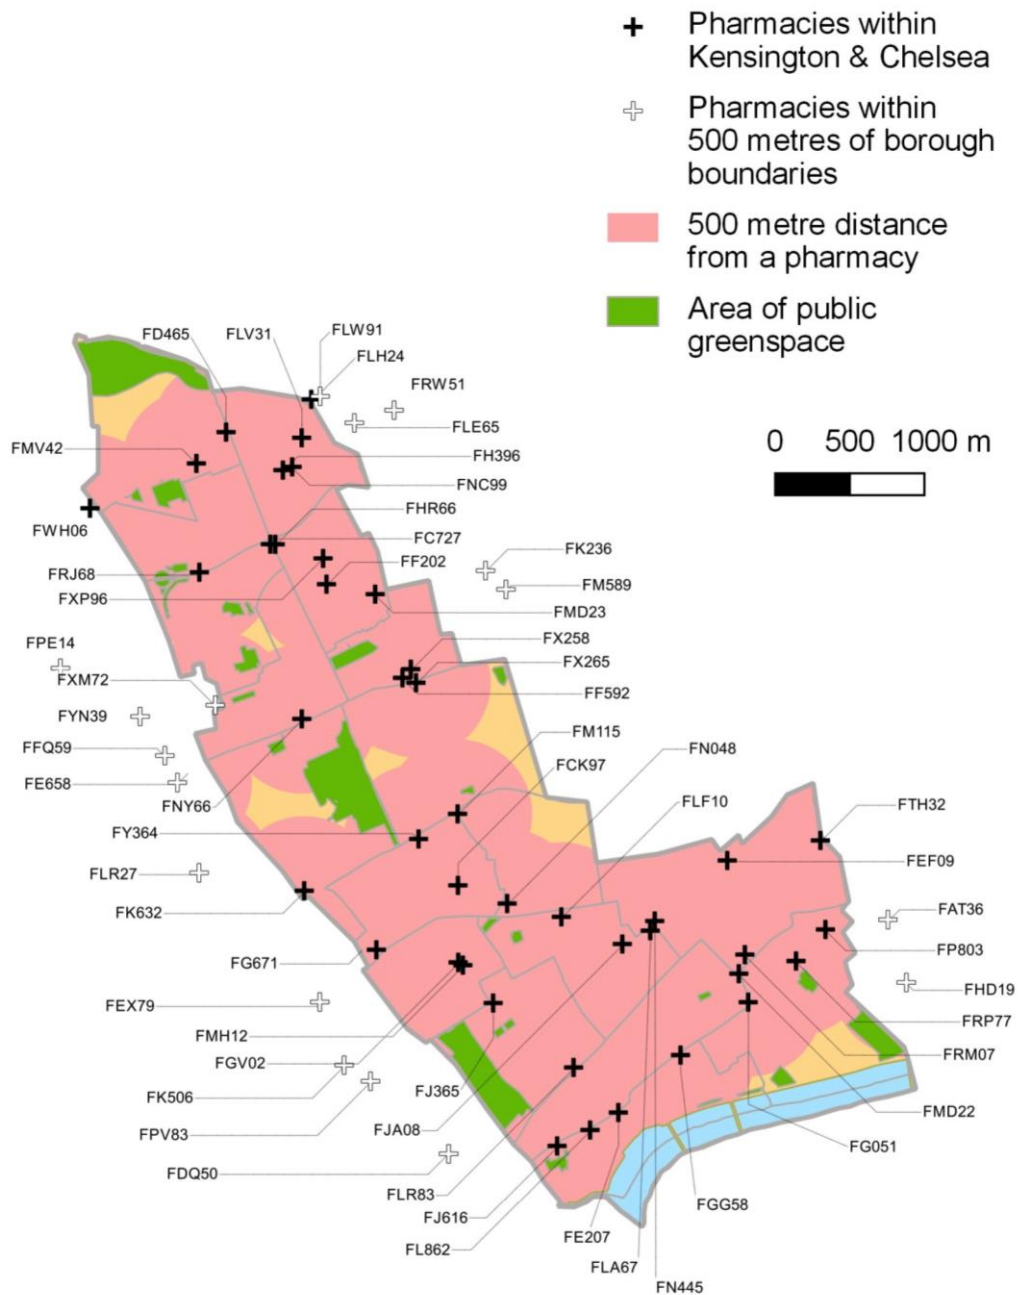 Pharmacies within
Kensington & Chelsea
Pharmacies within
500 metres of borough
boundaries
500 metre distance
from a pharmacy
Area of public
greenspace
0 500 1000 m
FD465
FLV31
FLW91
FLH24
FRW51
FLE65
FMV42
FH396
FNC99
FWH06
FHR66
FC727
FK236
FF202
FRJ68
FM589
FXP96
FMD23
FX258
FPE14
FX265
FXM72
FF592
FYN39
FM115
FFQ59
FN048
FCK97
FE658
FNY66
FLF10
FTH32
FY364
FEF09
FLR27
FK632
FAT36
FP803
FG671
FHD19
FEX79
FRP77
FMH12
FRM07
FGV02
FJ365
FK506
FMD22
FJA08
FPV83
FG051
FDQ50
FLR83
FGG58
FJ616
FE207
FL862
FLA67
FN445